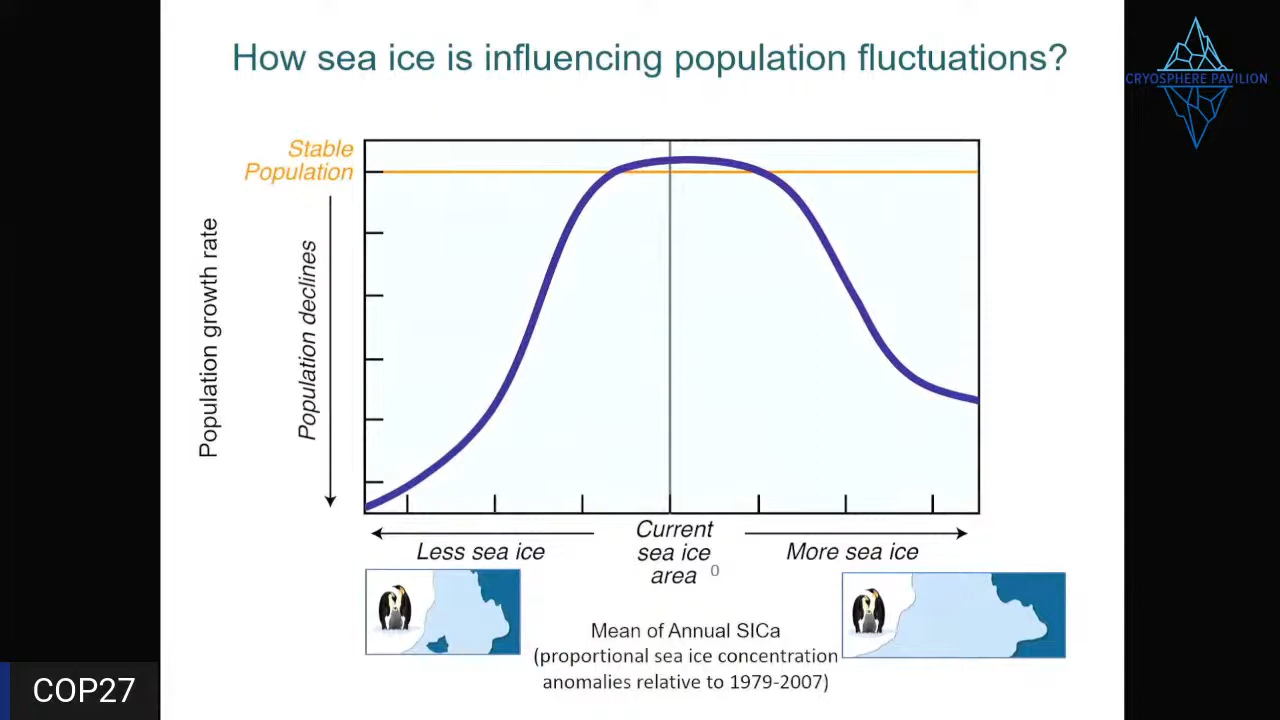 How sea ice is influencing population fluctuations?
CRYOSPHERE PAVILION
Stable
Population
Population growth rate
Population declines
Less sea ice
Current
sea ice
area 0
More sea ice
Mean of Annual SICa
(proportional sea ice concentration
anomalies relative to 1979-2007)
COP27